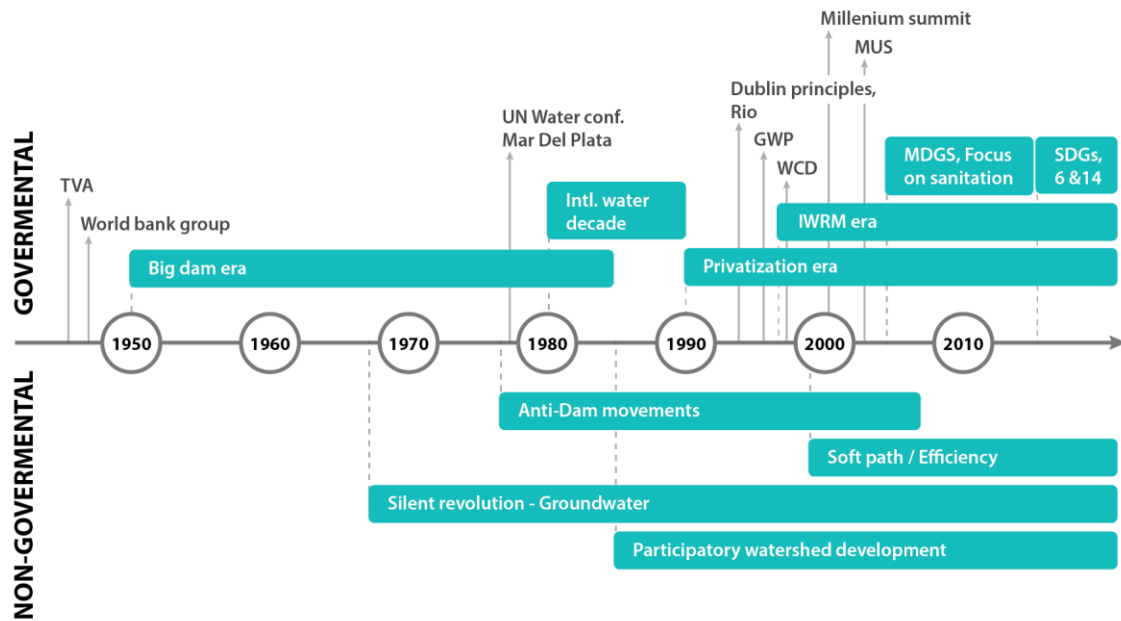 GOVERMENTAL
Millenium summit
MUS
Dublin principles,
Rio
UN Water conf.
Mar Del Plata
GWP
WCD
MDGS, Focus
on sanitation
SDGs,
6 &14
TVA
World bank group
Intl. water
decade
IWRM era
Big dam era
Privatization era
1950
1960
1970
1980
1990
2000
2010
NON-GOVERMENTAL
Anti-Dam movements
Soft path / Efficiency
Silent revolution - Groundwater
Participatory watershed development